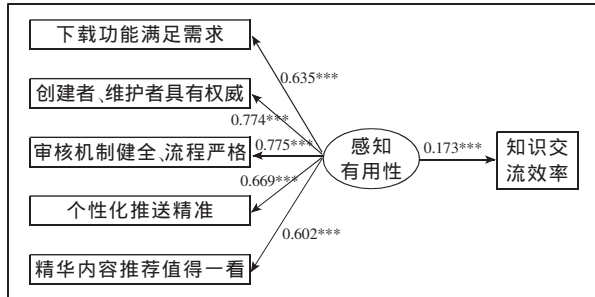 下载功能满足需求
0.635***
创建者、维护者具有权威
0.774***
审核机制健全、流程严格
0.775***
感知
有用性
0.173***
知识交
流效率
0.669***
个性化推送精准
0.602***
精华内容推荐值得一看